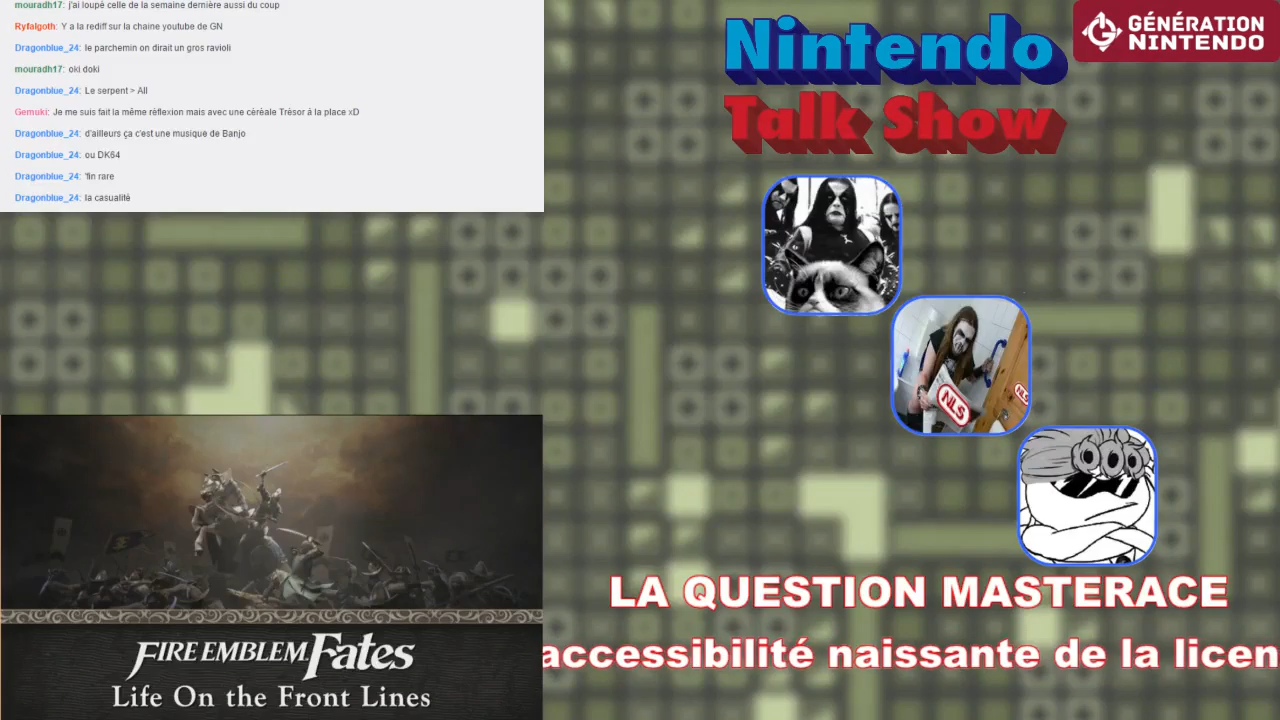 mouradh17: j'ai loupé celle de la semaine dernière aussi du coup
Ryfalgoth: Y a la rediff sur la chaine youtube de GN
Dragonblue_24: le parchemin on dirait un gros ravioli
mouradh17: oki doki
Dragonblue_24: Le serpent > All
Gemuki: Je me suis fait la même réflexion mais avec une céréale Trésor à la place xD
Dragonblue_24: d'ailleurs ça c'est une musique de Banjo
Dragonblue_24: ou DK64
Dragonblue_24: 'fin rare
Dragonblue_24: la casualité
Nintendo
Talk Show
GÉNÉRATION
NINTENDO
NLS
NLS
LA QUESTION MASTERACE
accessibilité naissante de la licen
FIRE EMBLEM Fates
Life On the Front Lines